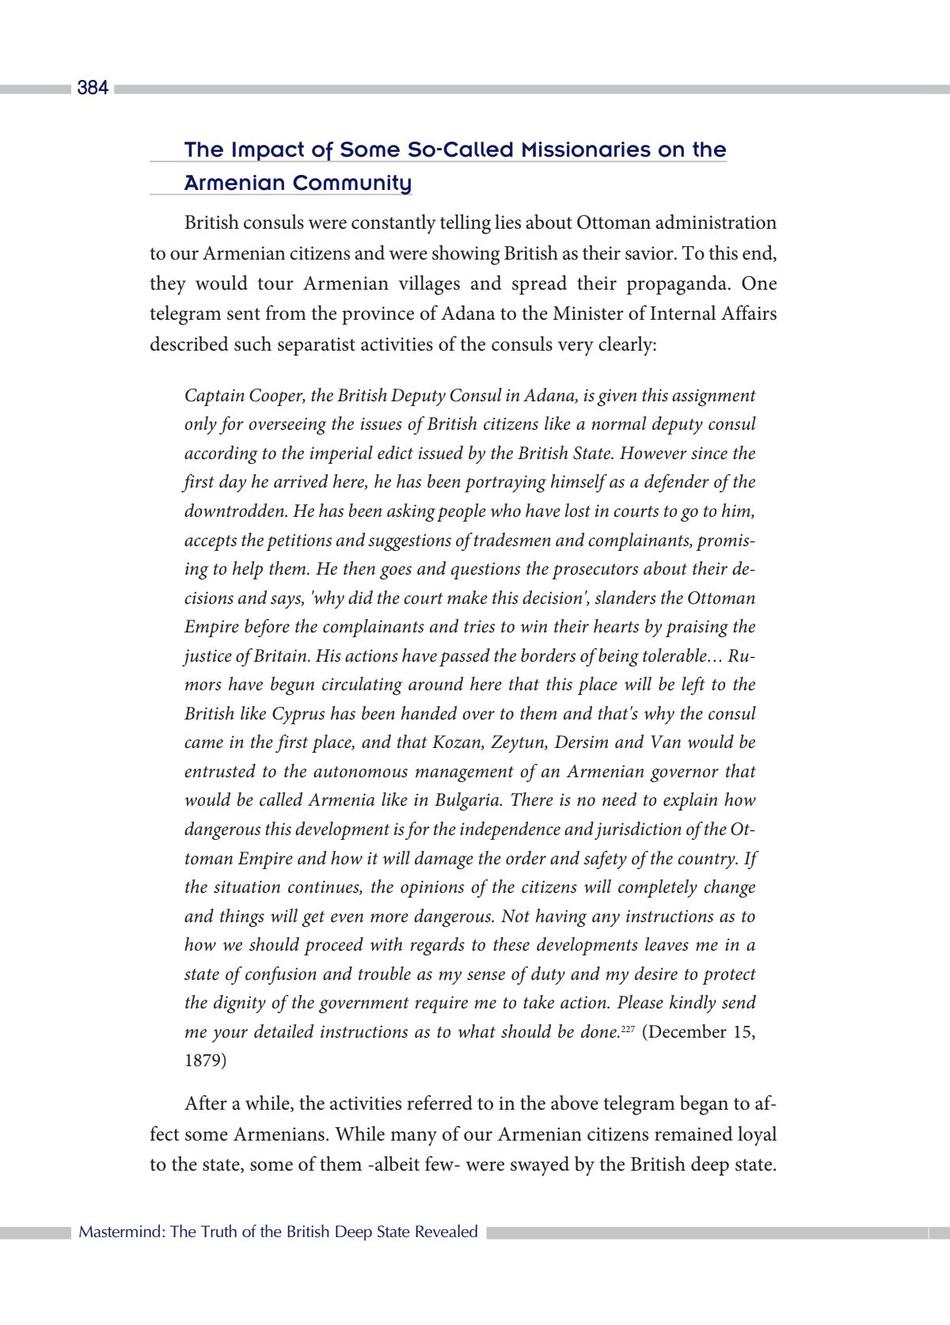 384
The Impact of Some So-Called Missionaries on the
Armenian Community
British consuls were constantly telling lies about Ottoman administration
to our Armenian citizens and were showing British as their savior. To this end,
they would tour Armenian villages and spread their propaganda. One
telegram sent from the province of Adana to the Minister of Internal Affairs
described such separatist activities of the consuls very clearly:
Captain Cooper, the British Deputy Consul in Adana, is given this assignment
only for overseeing the issues of British citizens like a normal deputy consul
according to the imperial edict issued by the British State. However since the
first day he arrived here, he has been portraying himself as a defender of the
downtrodden. He has been asking people who have lost in courts to go to him,
accepts the petitions and suggestions of tradesmen and complainants, promis-
ing to help them. He then goes and questions the prosecutors about their de-
cisions and says, 'why did the court make this decision', slanders the Ottoman
Empire before the complainants and tries to win their hearts by praising the
justice of Britain. His actions have passed the borders of being tolerable… Ru-
mors have begun circulating around here that this place will be left to the
British like Cyprus has been handed over to them and that's why the consul
came in the first place, and that Kozan, Zeytun, Dersim and Van would be
entrusted to the autonomous management of an Armenian governor that
would be called Armenia like in Bulgaria. There is no need to explain how
dangerous this development is for the independence and jurisdiction of the Ot-
toman Empire and how it will damage the order and safety of the country. If
the situation continues, the opinions of the citizens will completely change
and things will get even more dangerous. Not having any instructions as to
how we should proceed with regards to these developments leaves me in a
state of confusion and trouble as my sense of duty and my desire to protect
the dignity of the government require me to take action. Please kindly send
me your detailed instructions as to what should be done.227 (December 15,
1879)
After a while, the activities referred to in the above telegram began to af-
fect some Armenians. While many of our Armenian citizens remained loyal
to the state, some of them -albeit few- were swayed by the British deep state.
Mastermind: The Truth of the British Deep State Revealed